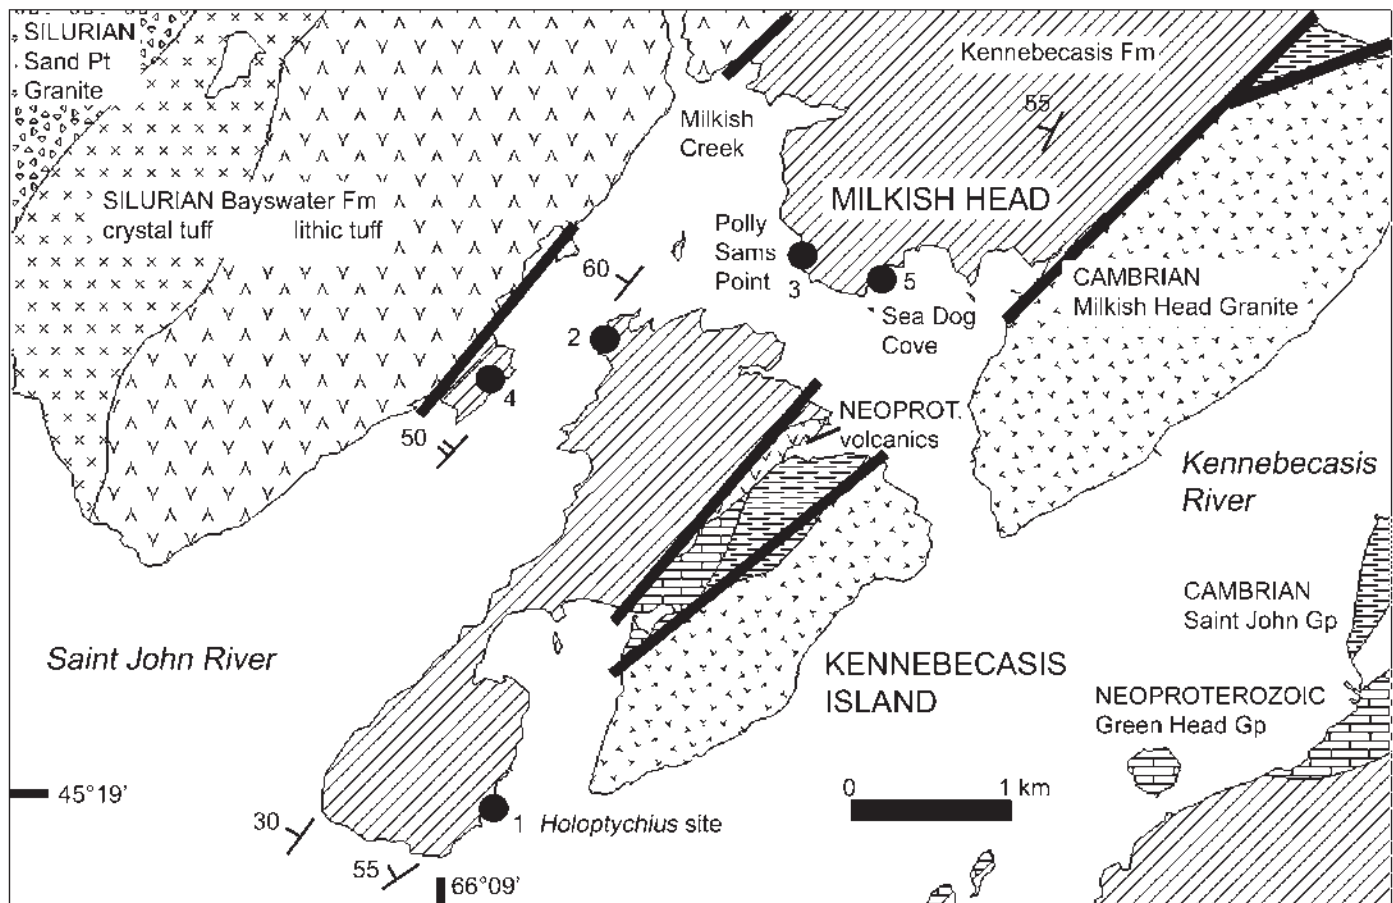 SILURIAN
Sand Pt
Granite
Kennebecasis Fm
55
Milkish
Creek
SILURIAN Bayswater Fm
crystal tuff
lithic tuff
MILKISH HEAD
Polly
Sams
Point
3
5
60
CAMBRIAN
Milkish Head Granite
Sea Dog
Cove
2
4
50
NEOPROT.
volcanics
Kennebecasis
River
CAMBRIAN
Saint John Gp
Saint John River
KENNEBECASIS
ISLAND
NEOPROTEROZOIC
Green Head Gp
45°19'
0
1 km
30
1
Holoptychius site
55
66°09'